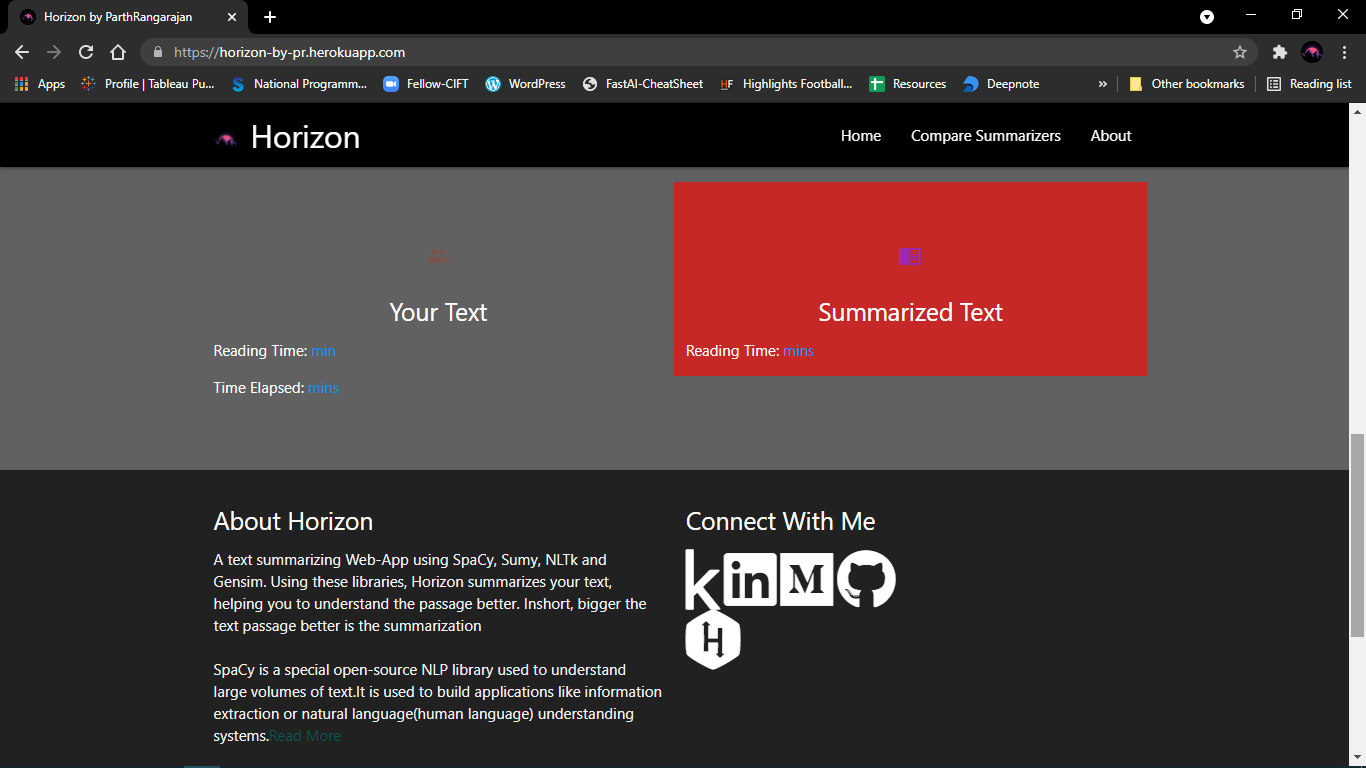 Horizon by ParthRangarajan
https://horizon-by-pr.herokuapp.com
Apps
Profile | Tableau Pu...
National Programm...
Fellow-CIFT
WordPress
FastAI-CheatSheet
HF Highlights Football...
Resources
Deepnote
»
Other bookmarks
Reading list
Horizon
Home
Compare Summarizers
About
Your Text
Reading Time: min
Time Elapsed: mins
Summarized Text
Reading Time: mins
About Horizon
A text summarizing Web-App using SpaCy, Sumy, NLTk and
Gensim. Using these libraries, Horizon summarizes your text,
helping you to understand the passage better. Inshort, bigger the
text passage better is the summarization
SpaCy is a special open-source NLP library used to understand
large volumes of text.It is used to build applications like information
extraction or natural language(human language) understanding
systems.Read More
Connect With Me
k in M
H